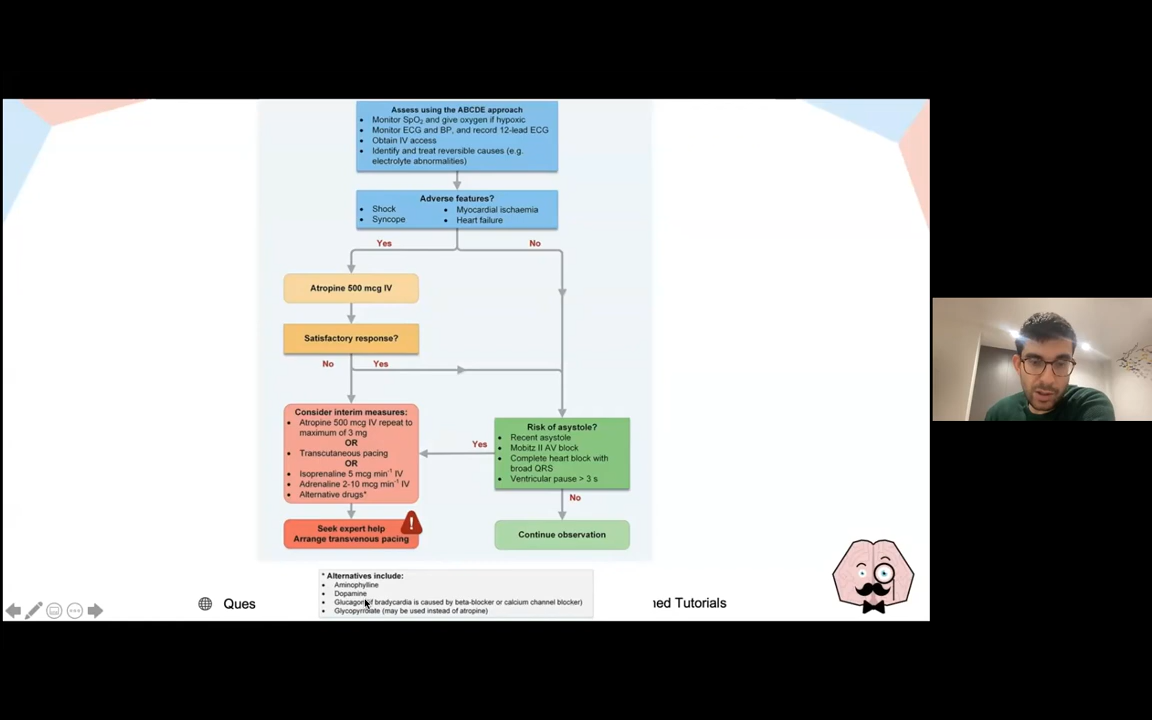 Assess using the ABCDE approach
• Monitor SpO₂ and give oxygen if hypoxic
• Monitor ECG and BP, and record 12-lead ECG
• Obtain IV access
• Identify and treat reversible causes (e.g.
electrolyte abnormalities)
Adverse features?
• Shock
• Syncope
• Myocardial ischaemia
• Heart failure
Yes
No
Atropine 500 mcg IV
Satisfactory response?
No
Yes
Consider interim measures:
• Atropine 500 mcg IV repeat to
maximum of 3 mg
OR
• Transcutaneous pacing
OR
• Isoprenaline 5 mcg min⁻¹ IV
• Adrenaline 2-10 mcg min⁻¹ IV
• Alternative drugs*
Yes
Risk of asystole?
• Recent asystole
• Mobitz II AV block
• Complete heart block with
broad QRS
• Ventricular pause > 3 s
No
!
Seek expert help
Arrange transvenous pacing
Continue observation
* Alternatives include:
• Aminophylline
• Dopamine
• Glucagon if bradycardia is caused by beta-blocker or calcium channel blocker)
• Glycopyrrolate (may be used instead of atropine)
Ques
ned Tutorials